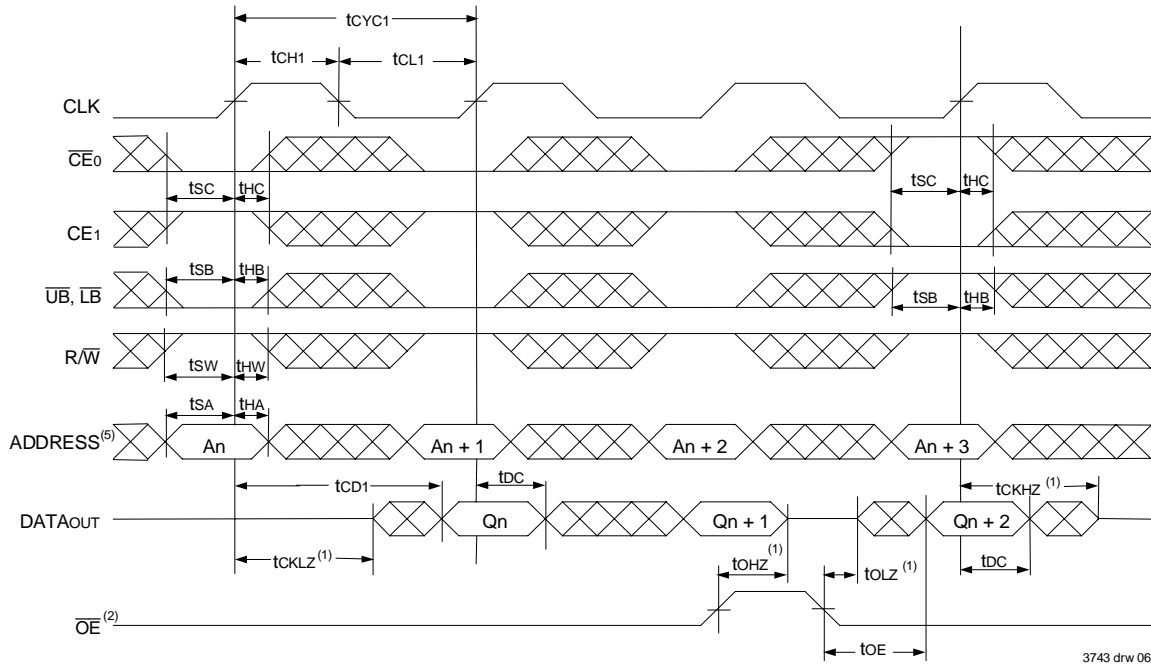 tCYC1
tCH1 tCL1
CLK
CE0
tSC tHC tSC tHC
CE1
tSB tHB tSB tHB
UB, LB
R/W
tSW tHW
tSA tHA
ADDRESS(5) An An + 1 An + 2 An + 3
tCD1 tDC tCKHZ (1)
DATAOUT Qn Qn + 1 Qn + 2
tCKLZ (1) tOHZ (1) tOLZ (1) tDC
OE (2)
tOE
3743 drw 06